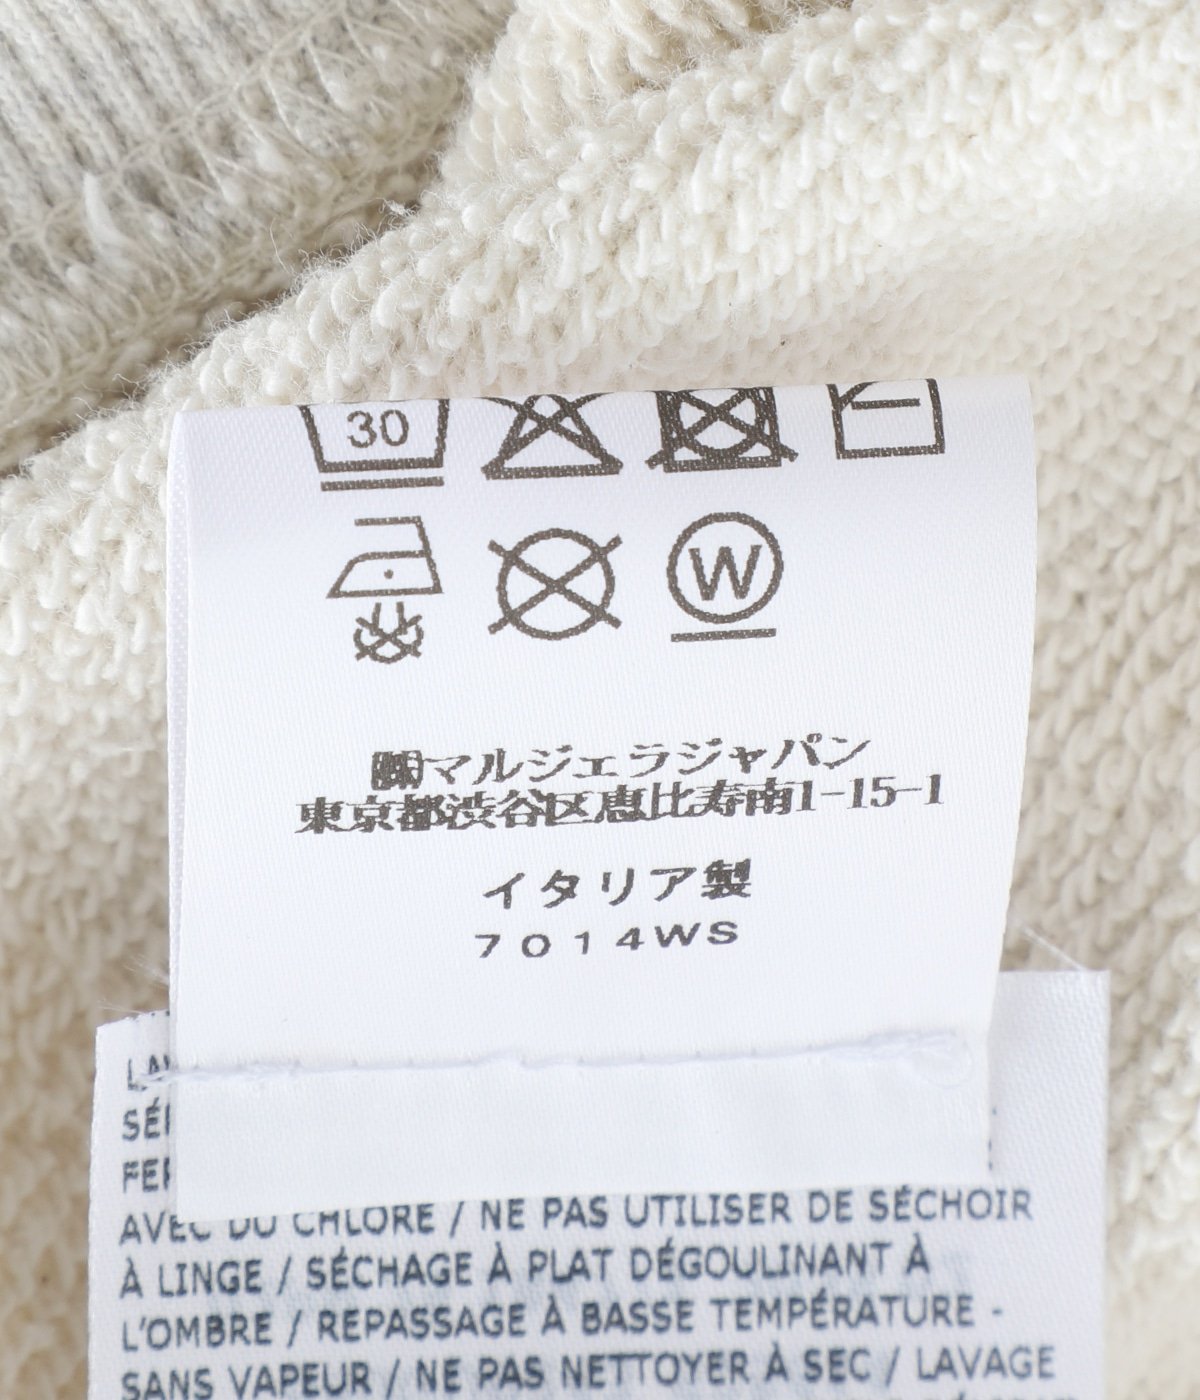 30
W
㈱マルジェラジャパン
東京都渋谷区恵比寿南1-15-1
イタリア製
7014WS
AVEC DU CHLORE / NE PAS UTILISER DE SÉCHOIR
À LINGE / SÉCHAGE À PLAT DÉGOULINANT À
L'OMBRE / REPASSAGE À BASSE TEMPÉRATURE -
SANS VAPEUR / NE PAS NETTOYER À SEC / LAVAGE